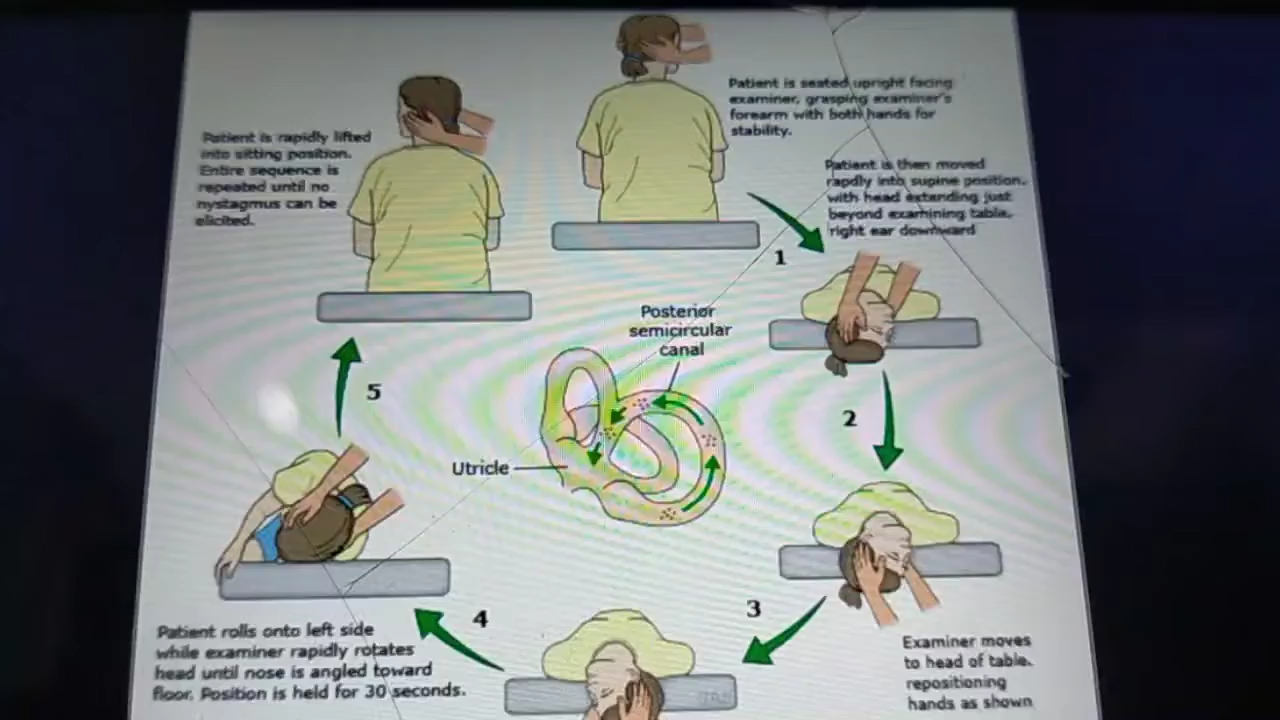 Patient is seated upright facing
examiner, grasping examiner's
forearm with both hands for
stability.
Patient is then moved
rapdly into supine position,
with head extending just
beyond examining table,
right ear downward
1
2
Examiner moves
to head of table,
repositioning
hands as shown
3
4
Patient rolls onto left side
while examiner rapidly rotates
head until nose is angled toward
floor. Position is held for 30 seconds.
5
Patient is rapidly lifted
into sitting position.
Entire sequence is
repeated until no
nystagmus can be
elicited.
Posterior
semicircular
canal
Utricle